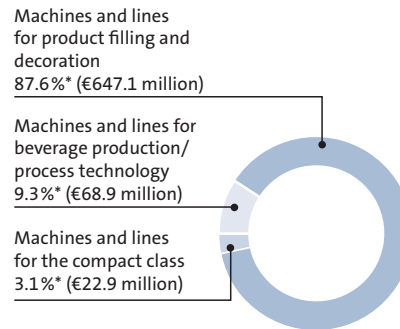 Machines and lines
for product filling and
decoration
87.6%* (€647.1 million)
Machines and lines for
beverage production/
process technology
9.3%* (€68.9 million)
Machines and lines
for the compact class
3.1%* (€22.9 million)